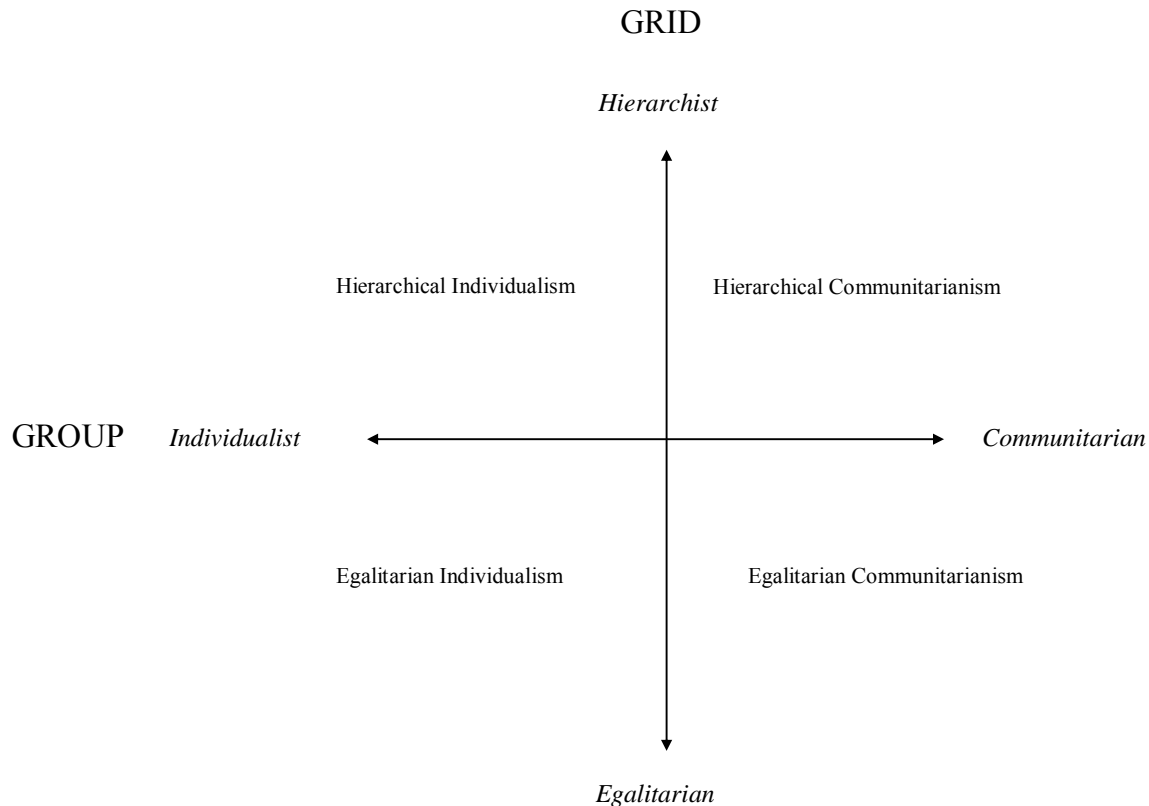 GRID
Hierarchist
Hierarchical Individualism
Hierarchical Communitarianism
GROUP
Individualist
Communitarian
Egalitarian Individualism
Egalitarian Communitarianism
Egalitarian